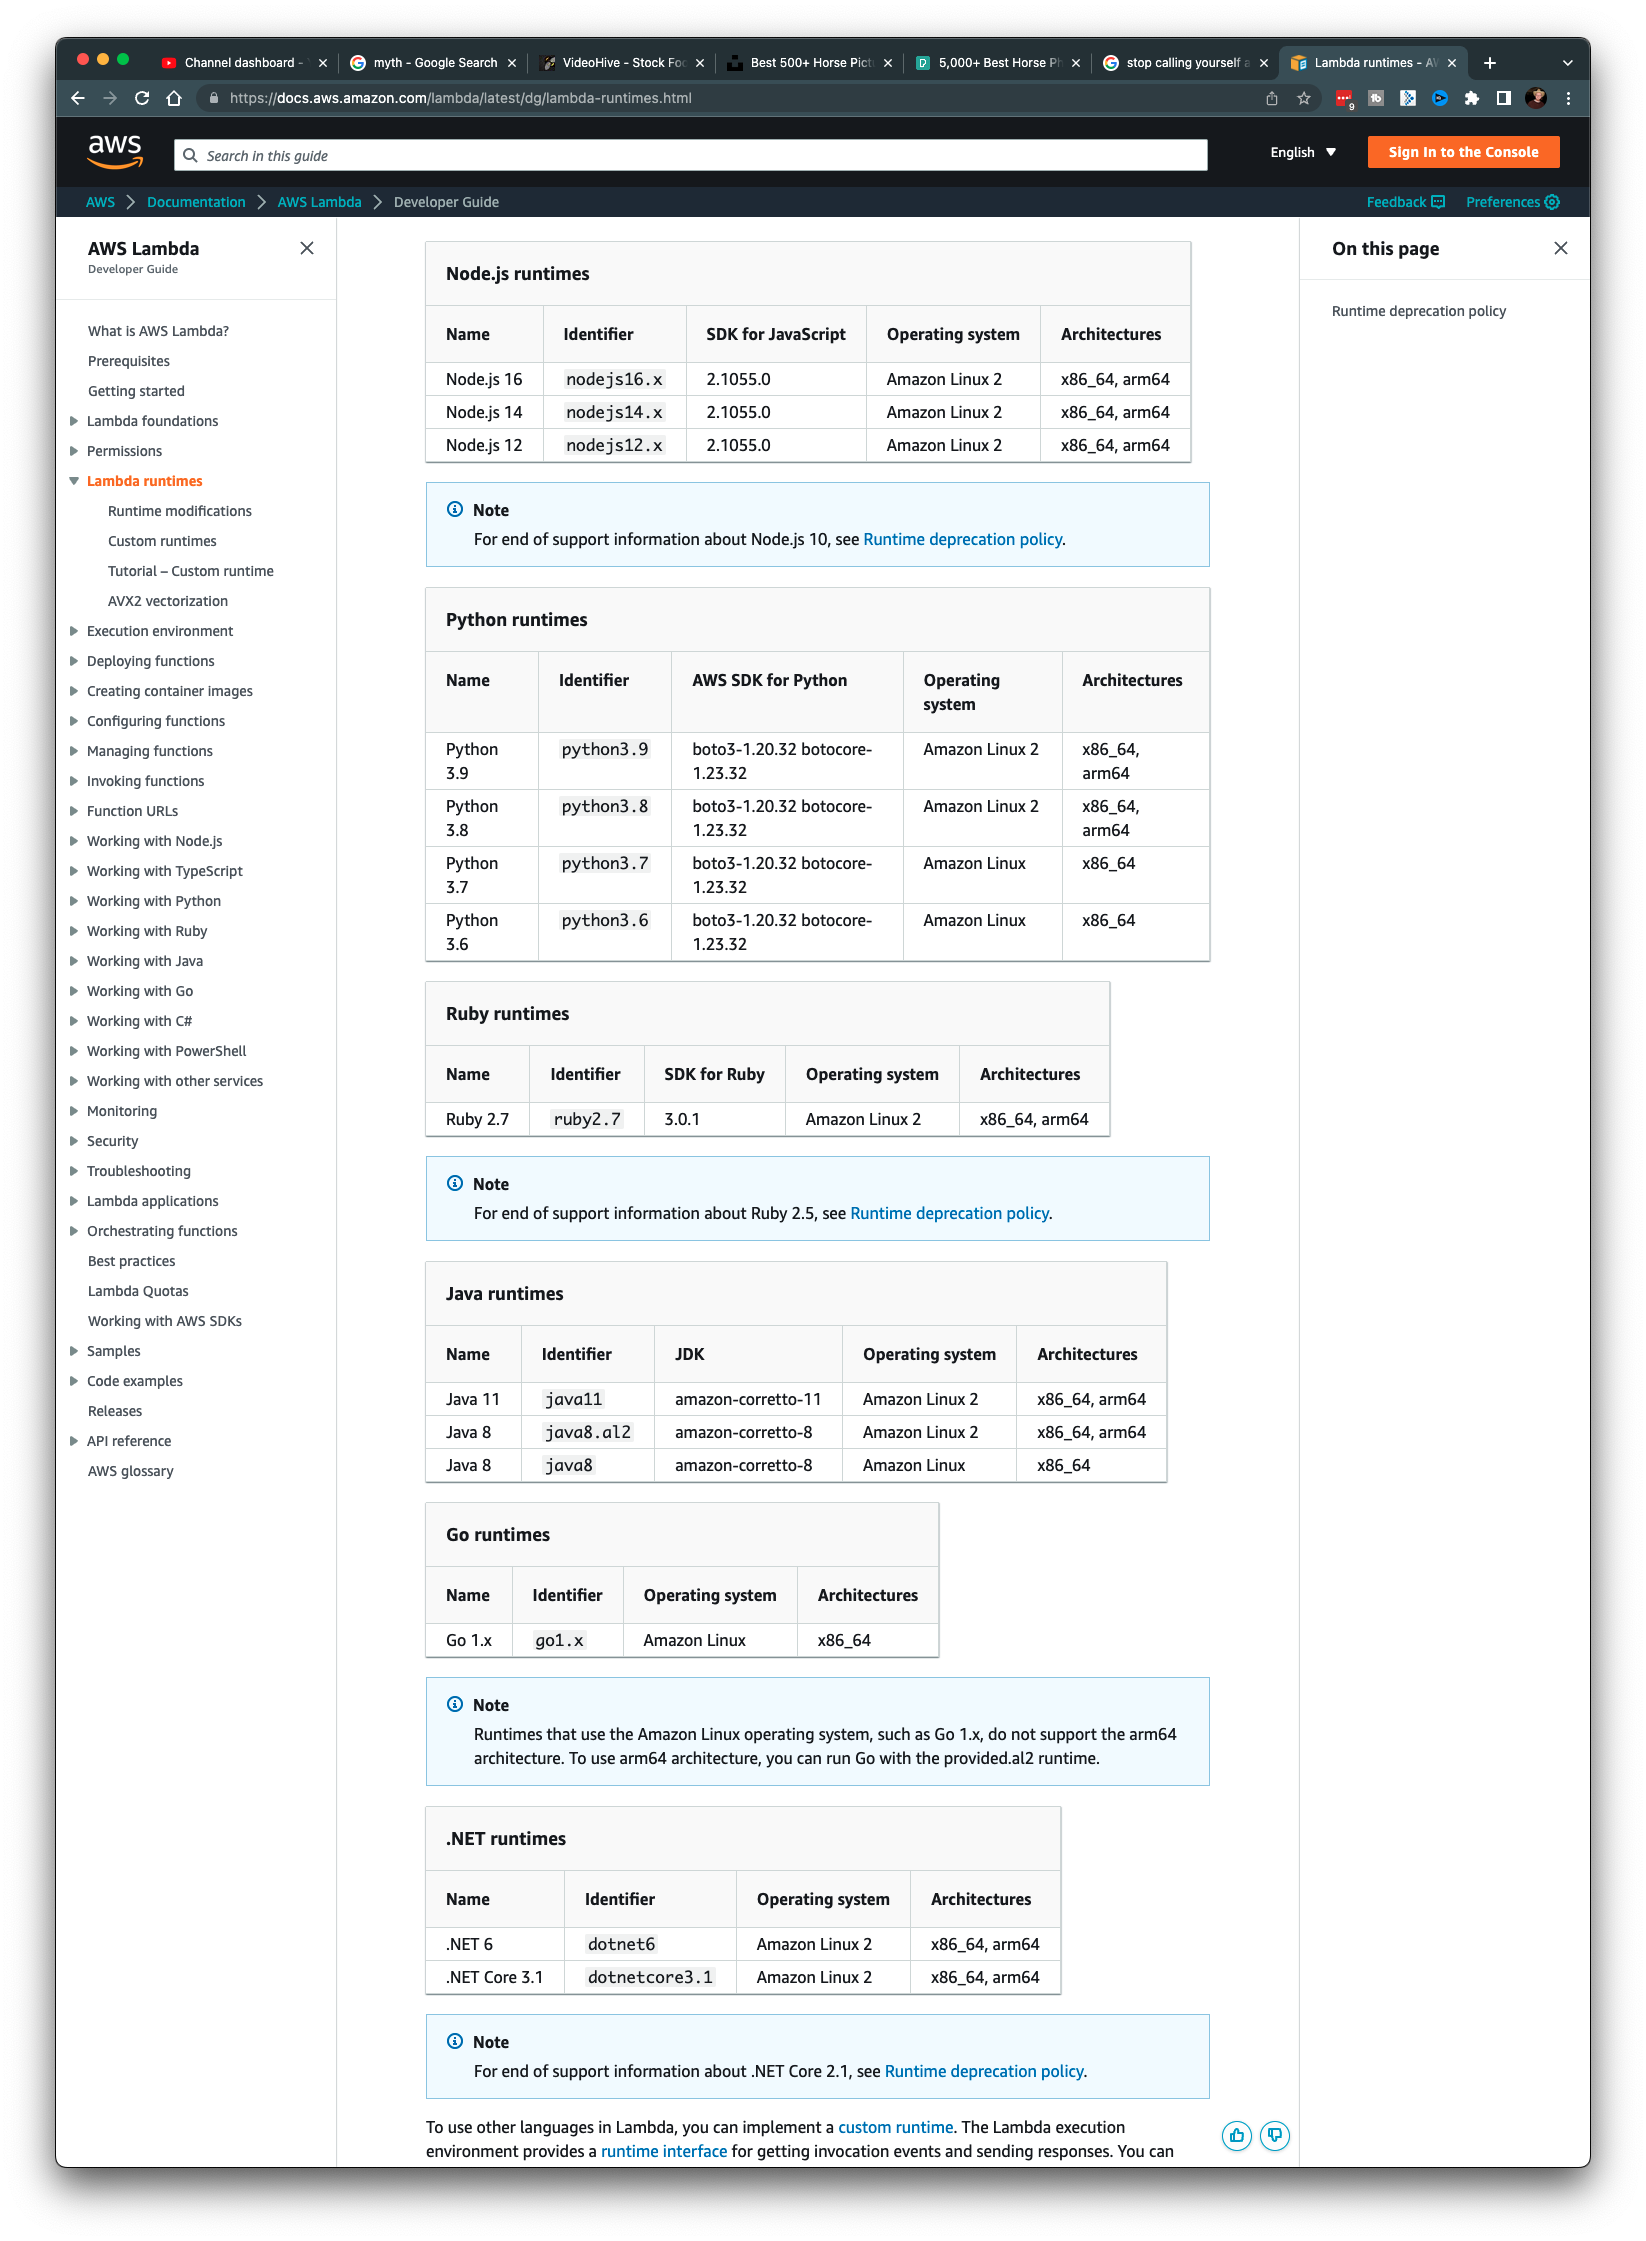 Channel dashboard -
myth - Google Search
VideoHive - Stock Foo
Best 500+ Horse Pict
5,000+ Best Horse Ph
stop calling yourself a
Lambda runtimes - AW
https://docs.aws.amazon.com/lambda/latest/dg/lambda-runtimes.html
9
tb
aws
Search in this guide
English
Sign In to the Console
AWS
Documentation
AWS Lambda
Developer Guide
Feedback
Preferences
AWS Lambda
Developer Guide
What is AWS Lambda?
Prerequisites
Getting started
Lambda foundations
Permissions
Lambda runtimes
Runtime modifications
Custom runtimes
Tutorial – Custom runtime
AVX2 vectorization
Execution environment
Deploying functions
Creating container images
Configuring functions
Managing functions
Invoking functions
Function URLs
Working with Node.js
Working with TypeScript
Working with Python
Working with Ruby
Working with Java
Working with Go
Working with C#
Working with PowerShell
Working with other services
Monitoring
Security
Troubleshooting
Lambda applications
Orchestrating functions
Best practices
Lambda Quotas
Working with AWS SDKs
Samples
Code examples
Releases
API reference
AWS glossary
Node.js runtimes
Name Identifier SDK for JavaScript Operating system Architectures
Node.js 16 nodejs16.x 2.1055.0 Amazon Linux 2 x86_64, arm64
Node.js 14 nodejs14.x 2.1055.0 Amazon Linux 2 x86_64, arm64
Node.js 12 nodejs12.x 2.1055.0 Amazon Linux 2 x86_64, arm64
Note
For end of support information about Node.js 10, see Runtime deprecation policy.
Python runtimes
Name Identifier AWS SDK for Python Operating Architectures
system
Python python3.9 boto3-1.20.32 botocore- Amazon Linux 2 x86_64,
3.9 1.23.32 arm64
Python python3.8 boto3-1.20.32 botocore- Amazon Linux 2 x86_64,
3.8 1.23.32 arm64
Python python3.7 boto3-1.20.32 botocore- Amazon Linux x86_64
3.7 1.23.32
Python python3.6 boto3-1.20.32 botocore- Amazon Linux x86_64
3.6 1.23.32
Ruby runtimes
Name Identifier SDK for Ruby Operating system Architectures
Ruby 2.7 ruby2.7 3.0.1 Amazon Linux 2 x86_64, arm64
Note
For end of support information about Ruby 2.5, see Runtime deprecation policy.
Java runtimes
Name Identifier JDK Operating system Architectures
Java 11 java11 amazon-corretto-11 Amazon Linux 2 x86_64, arm64
Java 8 java8.al2 amazon-corretto-8 Amazon Linux 2 x86_64, arm64
Java 8 java8 amazon-corretto-8 Amazon Linux x86_64
Go runtimes
Name Identifier Operating system Architectures
Go 1.x go1.x Amazon Linux x86_64
Note
Runtimes that use the Amazon Linux operating system, such as Go 1.x, do not support the arm64
architecture. To use arm64 architecture, you can run Go with the provided.al2 runtime.
.NET runtimes
Name Identifier Operating system Architectures
.NET 6 dotnet6 Amazon Linux 2 x86_64, arm64
.NET Core 3.1 dotnetcore3.1 Amazon Linux 2 x86_64, arm64
Note
For end of support information about .NET Core 2.1, see Runtime deprecation policy.
To use other languages in Lambda, you can implement a custom runtime. The Lambda execution
environment provides a runtime interface for getting invocation events and sending responses. You can
On this page
Runtime deprecation policy